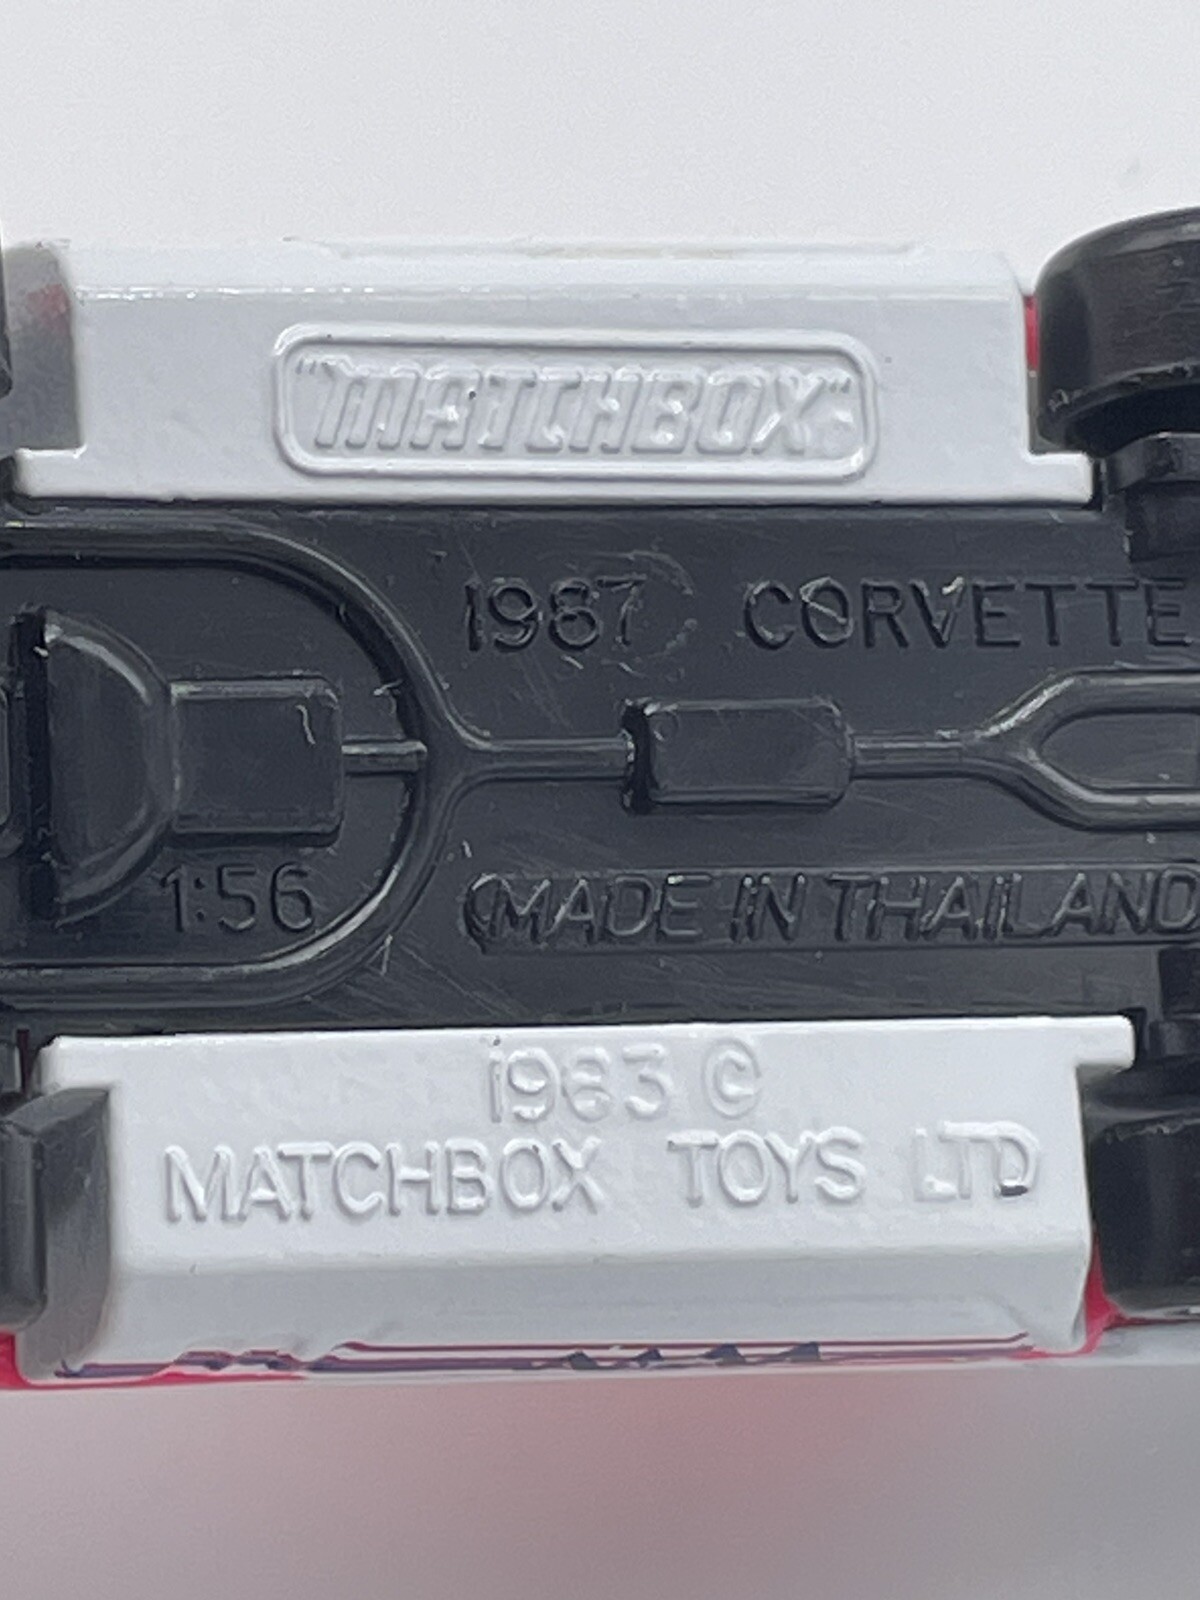 "MATCHBOX"
1987 CORVETTE
1:56
MADE IN THAILAND
1983 ©
MATCHBOX TOYS LTD